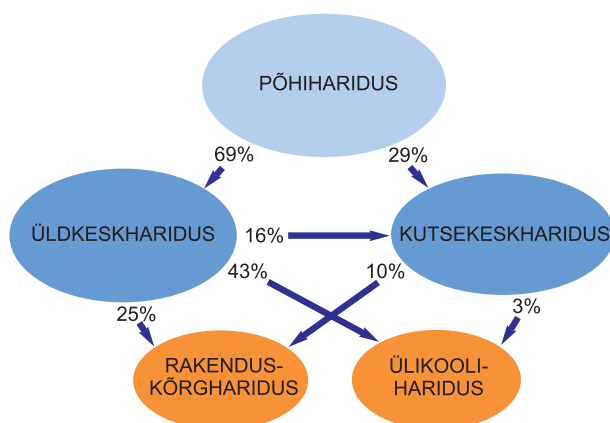 PÕHIHARIDUS
69%
29%
ÜLDKESKHARIDUS
16%
KUTSEKESKHARIDUS
43%
10%
25%
3%
RAKENDUS-
KÕRGHARIDUS
ÜLIKOOLI-
HARIDUS